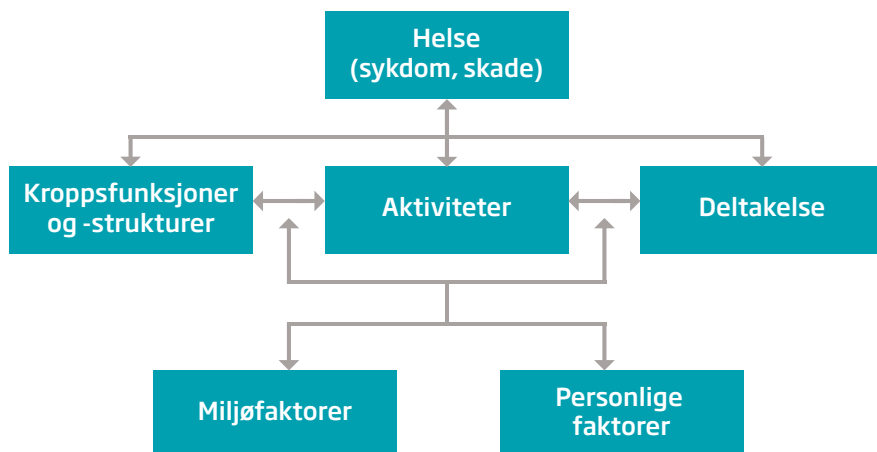 Helse
(sykdom, skade)
Kroppsfunksjoner
og -strukturer
Aktiviteter
Deltakelse
Miljøfaktorer
Personlige
faktorer